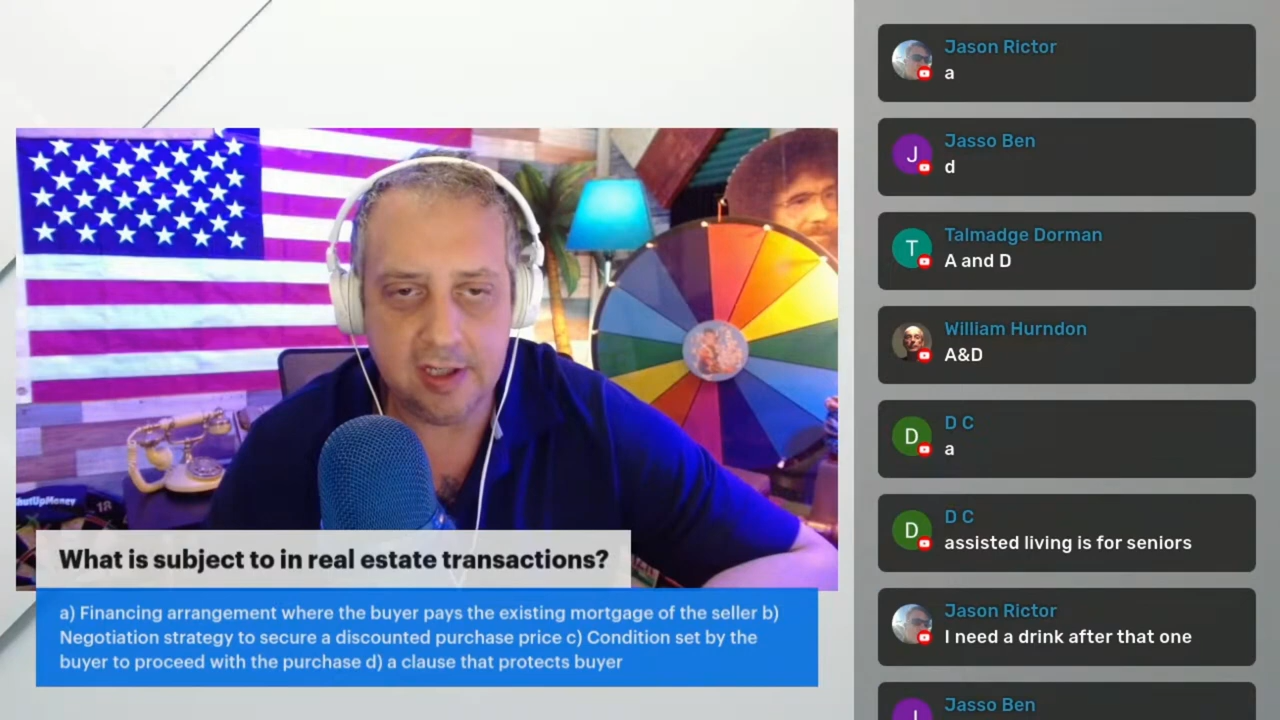 What is subject to in real estate transactions?
a) Financing arrangement where the buyer pays the existing mortgage of the seller b)
Negotiation strategy to secure a discounted purchase price c) Condition set by the
buyer to proceed with the purchase d) a clause that protects buyer
Jason Rictor
a
J
Jasso Ben
d
T
Talmadge Dorman
A and D
William Hurndon
A&D
D
D C
a
D
D C
assisted living is for seniors
Jason Rictor
I need a drink after that one
J
Jasso Ben